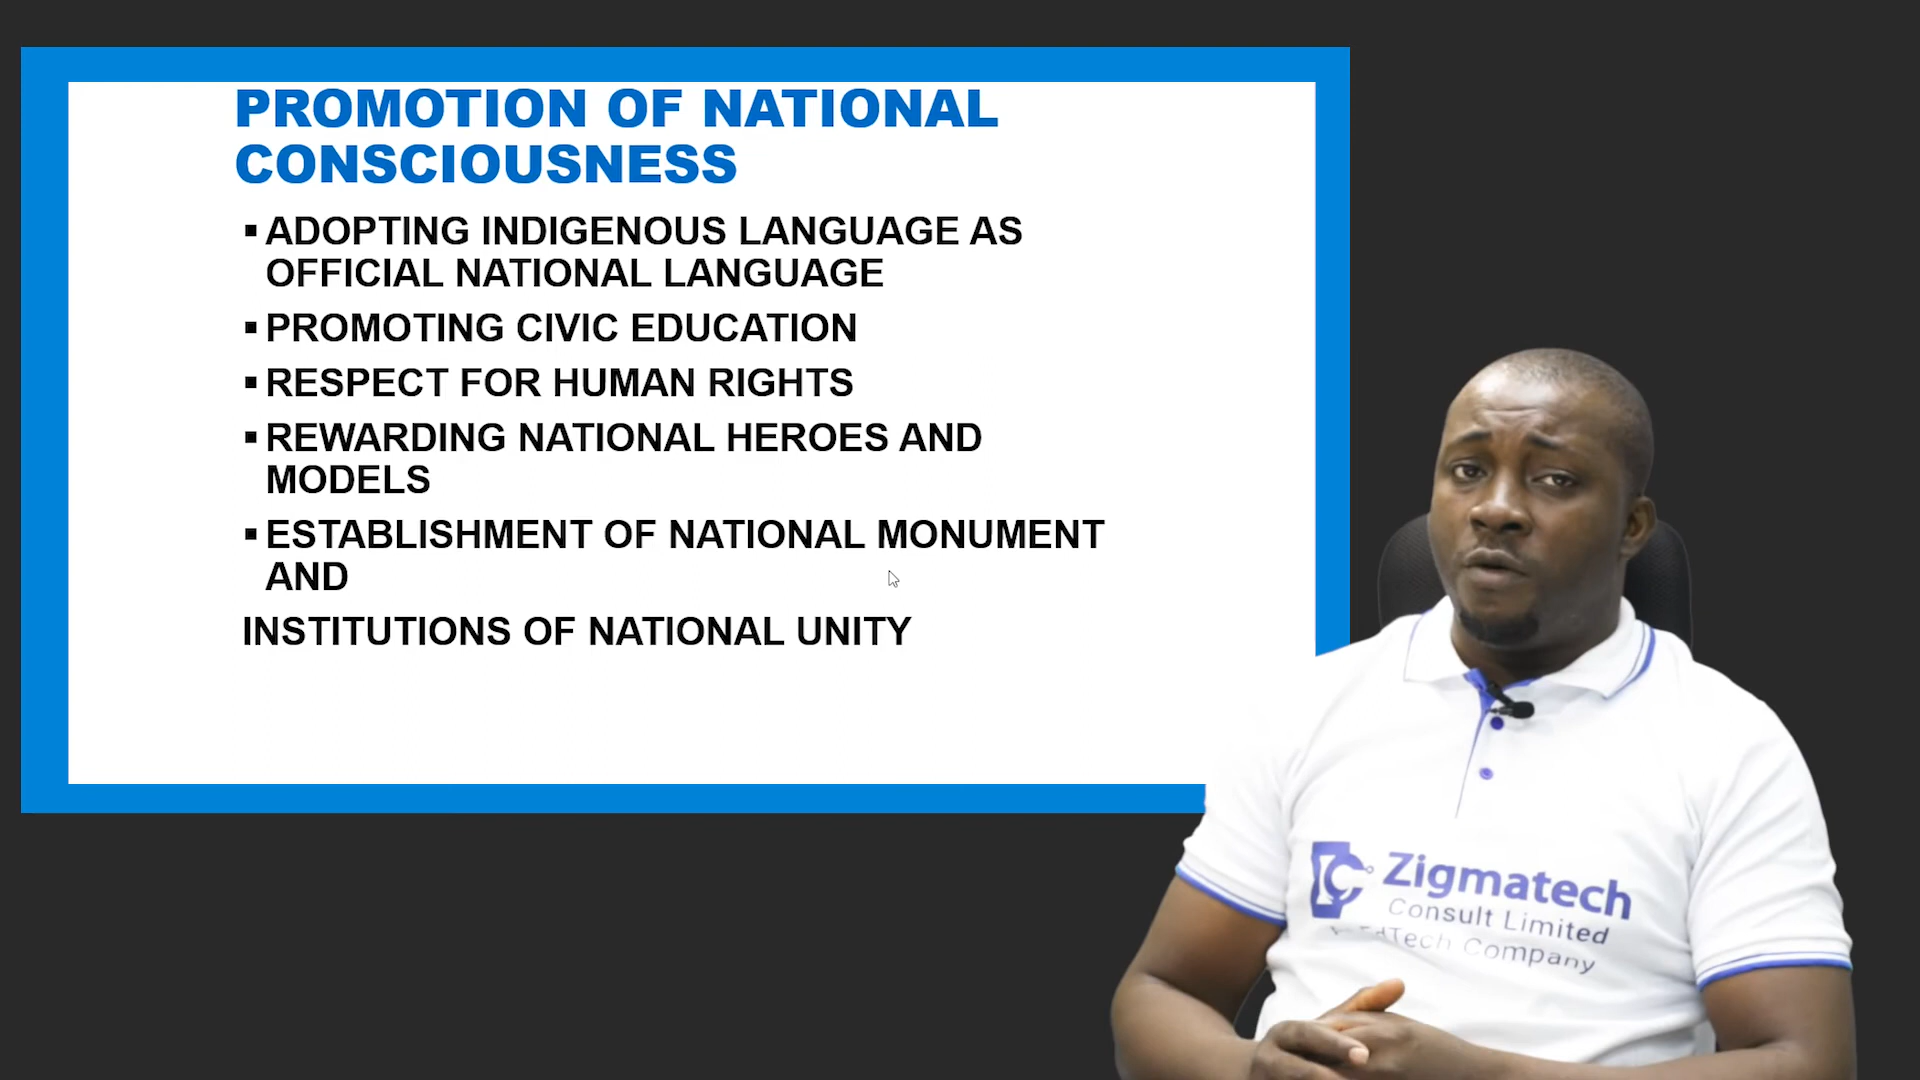 PROMOTION OF NATIONAL
CONSCIOUSNESS
▪ADOPTING INDIGENOUS LANGUAGE AS
OFFICIAL NATIONAL LANGUAGE
▪PROMOTING CIVIC EDUCATION
▪RESPECT FOR HUMAN RIGHTS
▪REWARDING NATIONAL HEROES AND
MODELS
▪ESTABLISHMENT OF NATIONAL MONUMENT
AND
INSTITUTIONS OF NATIONAL UNITY
Zigmatech
Consult Limited
EdTech Company